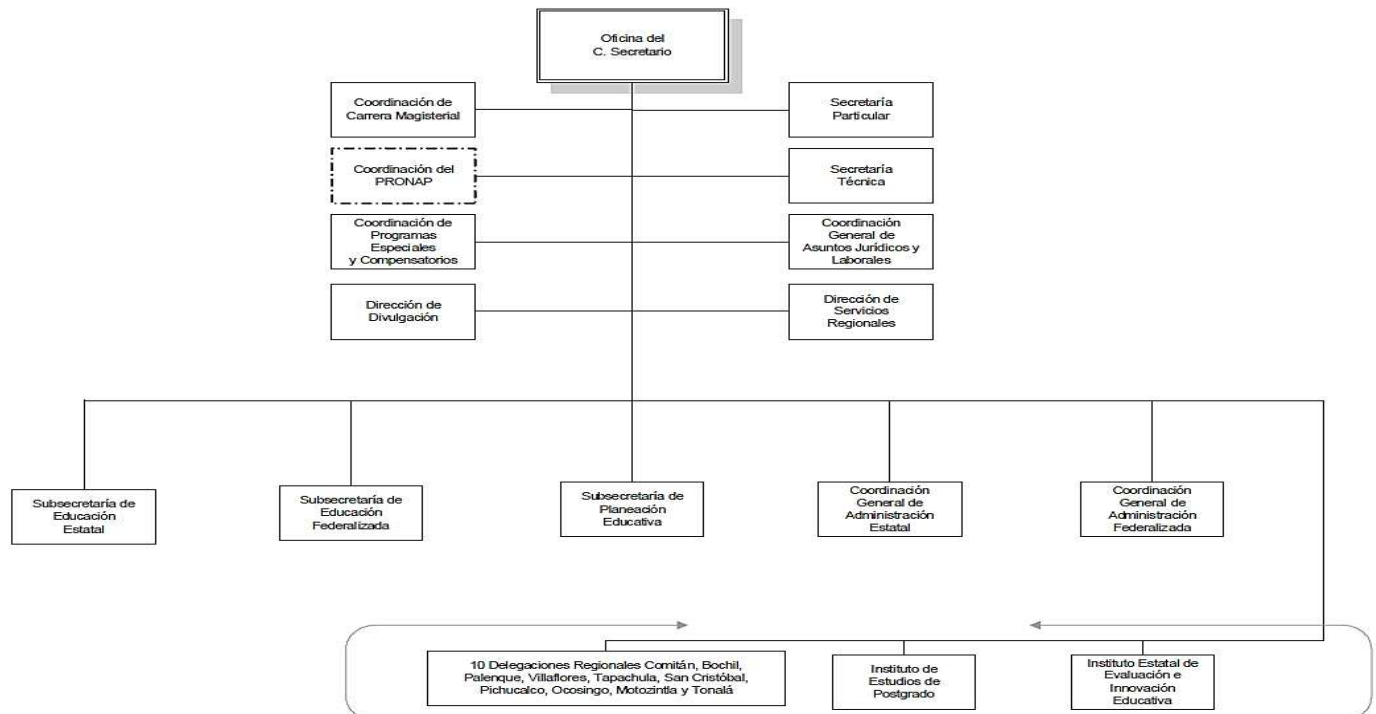 Oficina del
C. Secretario
Coordinación de
Carrera Magisterial
Secretaría
Particular
Coordinación del
PRONAP
Secretaría
Técnica
Coordinación de
Programas
Especiales
y Compensatorios
Coordinación
General de
Asuntos Jurídicos y
Laborales
Dirección de
Divulgación
Dirección de
Servicios
Regionales
Subsecretaría de
Educación
Estatal
Subsecretaría de
Educación
Federalizada
Subsecretaría de
Planeación
Educativa
Coordinación
General de
Administración
Estatal
Coordinación
General de
Administración
Federalizada
10 Delegaciones Regionales Comitán, Bochil,
Palenque, Villaflores, Tapachula, San Cristóbal,
Pichucalco, Ocosingo, Motozintla y Tonalá
Instituto de
Estudios de
Postgrado
Instituto Estatal de
Evaluación e
Innovación
Educativa